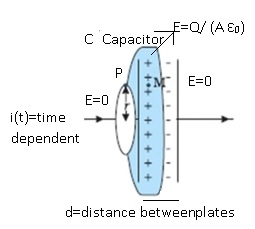 E=Q/ (A ε0)
C Capacitor
P
M
E=0
E=0
r
i(t)=time
dependent
d=distance betweenplates